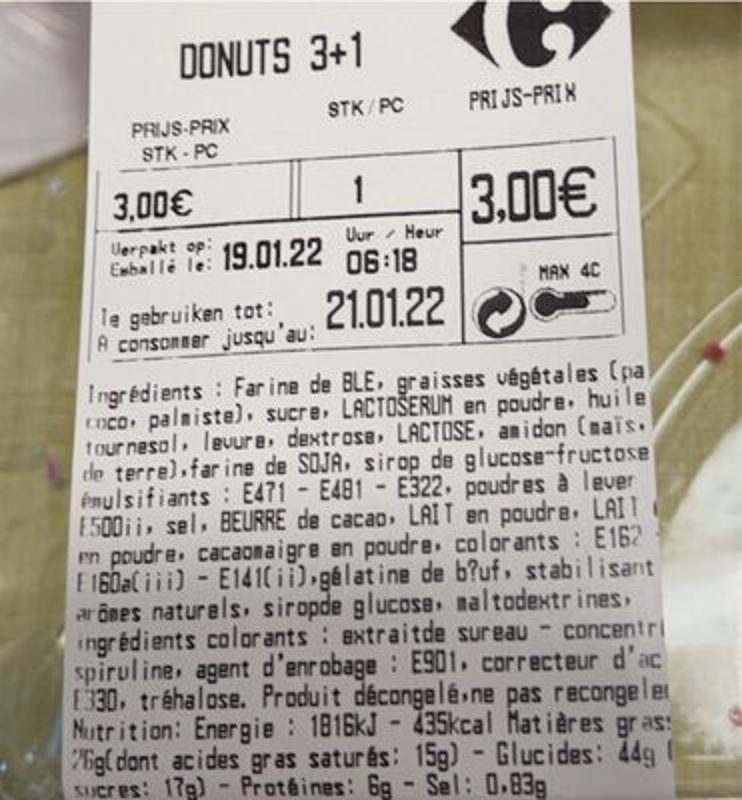 DONUTS 3+1
PRIJS-PRIX STK/PC PRIJS-PRIX
STK - PC
3,00€ 1 3,00€
Verpakt op: 19.01.22 Uur / Heur
Emballé le: 06:18
MAX 4C
Te gebruiken tot: 21.01.22
A consommer jusqu'au:
Ingrédients : Farine de BLE, graisses végétales (pa
coco, palmiste), sucre, LACTOSERUM en poudre, huile
tournesol, levure, dextrose, LACTOSE, amidon (maïs,
de terre),farine de SOJA, sirop de glucose-fructose
émulsifiants : E471 - E481 - E322, poudres à lever
E500ii, sel, BEURRE de cacao, LAIT en poudre, LAIT
en poudre, cacaomaigre en poudre, colorants : E162
E160a(iii) - E141(ii),gélatine de b?uf, stabilisant
arômes naturels, siropde glucose, maltodextrines,
ingrédients colorants : extraitde sureau - concentr
spiruline, agent d'enrobage : E901, correcteur d'ac
E330, tréhalose. Produit décongelé,ne pas recongeler
Nutrition: Energie : 1816kJ - 435kcal Matières gras
26g(dont acides gras saturés: 15g) - Glucides: 44g (
sucres: 17g) - Protéines: 6g - Sel: 0,83g